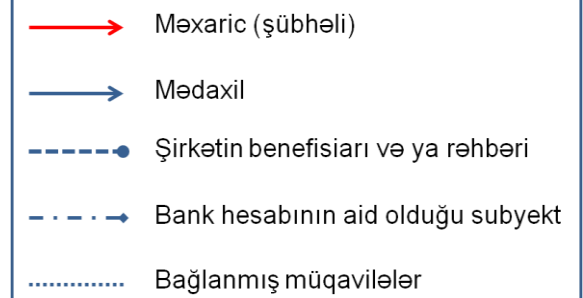 Məxaric (şübhəli)
Mədaxil
Şirkətin benefisiarı və ya rəhbəri
Bank hesabının aid olduğu subyekt
Bağlanmış müqavilələr